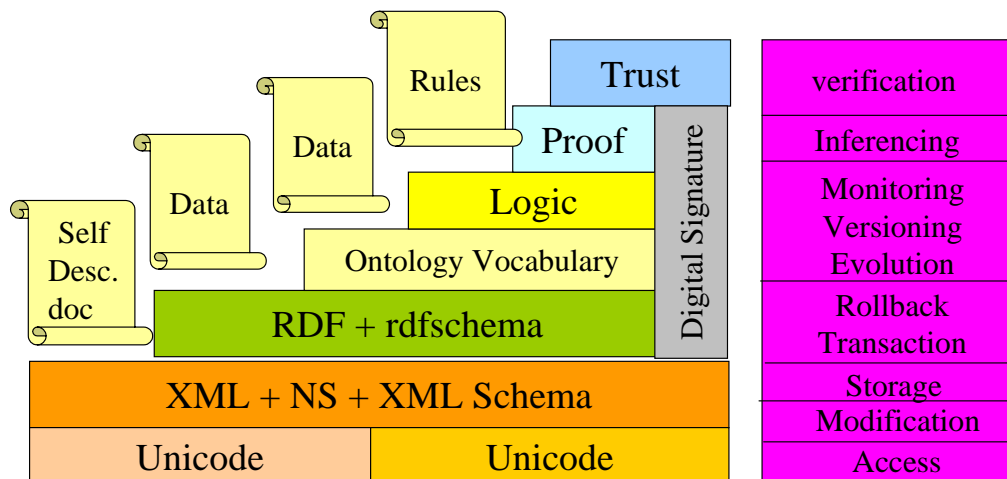 Rules
Trust
verification
Data
Proof
Inferencing
Data
Logic
Monitoring
Versioning
Evolution
Self
Desc.
doc
Ontology Vocabulary
Digital Signature
RDF + rdfschema
Rollback
Transaction
XML + NS + XML Schema
Storage
Modification
Unicode
Unicode
Access